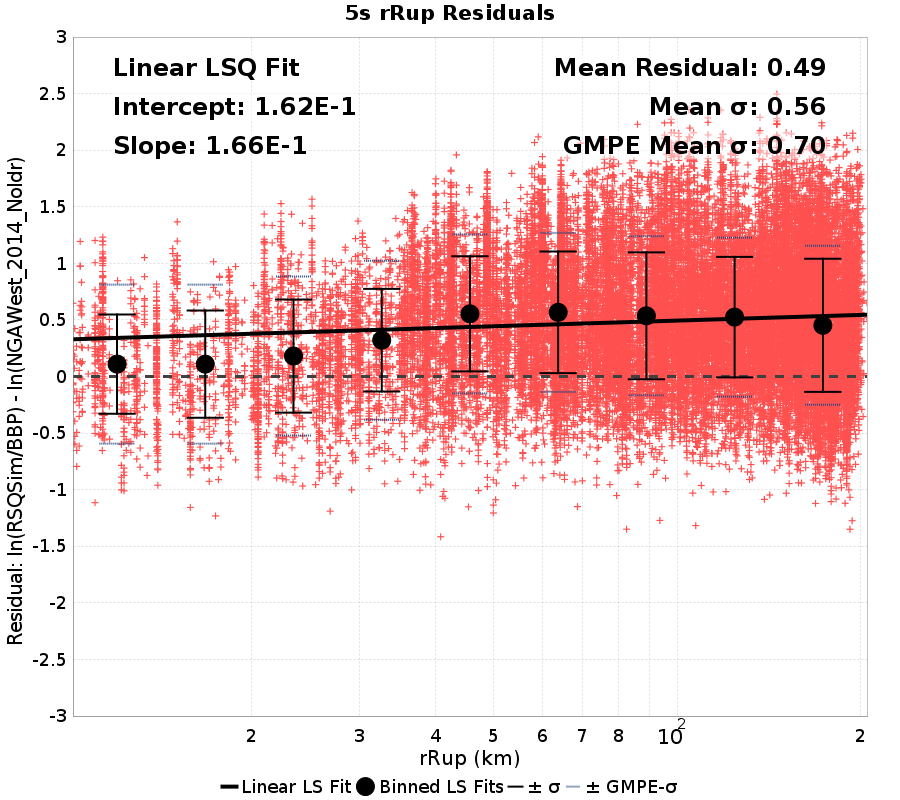 5s rRup Residuals
Linear LSQ Fit
Intercept: 1.62E-1
Slope: 1.66E-1
Mean Residual: 0.49
Mean σ: 0.56
GMPE Mean σ: 0.70
Residual: ln(RSQSim/BBP) - ln(NGAWest_2014_NoIdr)
3
2.5
2
1.5
1
0.5
0
-0.5
-1
-1.5
-2
-2.5
-3
2 3 4 5 6 7 8 10² 2
rRup (km)
Linear LS Fit Binned LS Fits ± σ ± GMPE-σ